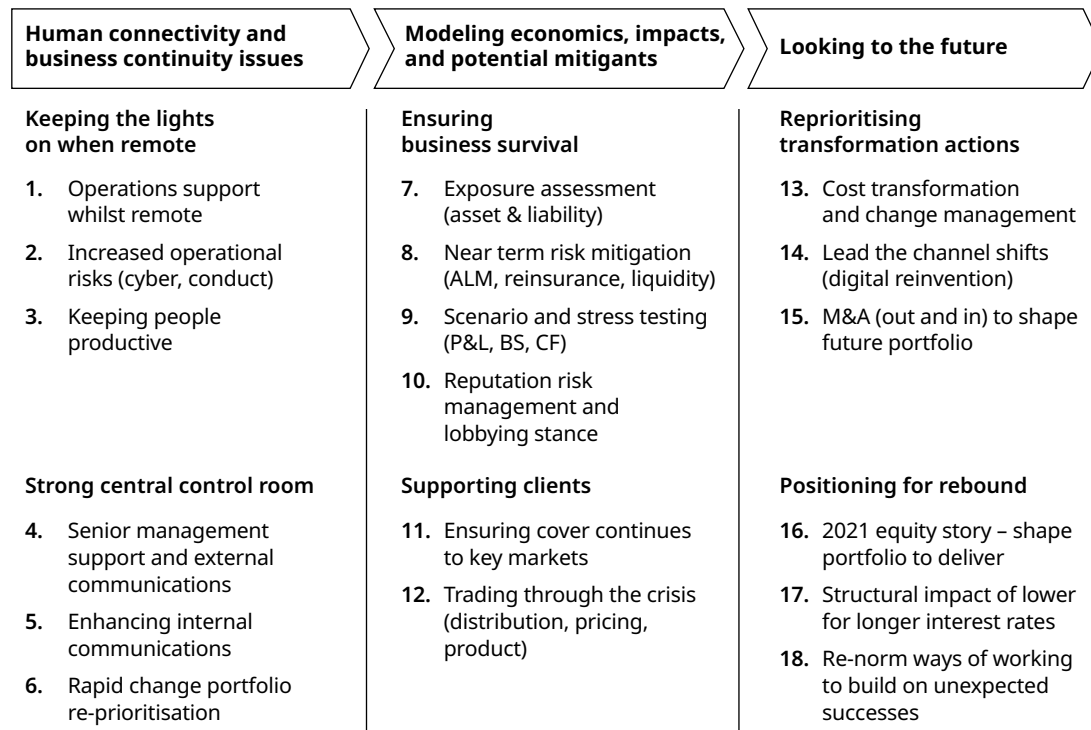 Human connectivity and
business continuity issues
Modeling economics, impacts,
and potential mitigants
Looking to the future
Keeping the lights
on when remote
1. Operations support
whilst remote
2. Increased operational
risks (cyber, conduct)
3. Keeping people
productive
Strong central control room
4. Senior management
support and external
communications
5. Enhancing internal
communications
6. Rapid change portfolio
re-prioritisation
Ensuring
business survival
7. Exposure assessment
(asset & liability)
8. Near term risk mitigation
(ALM, reinsurance, liquidity)
9. Scenario and stress testing
(P&L, BS, CF)
10. Reputation risk
management and
lobbying stance
Supporting clients
11. Ensuring cover continues
to key markets
12. Trading through the crisis
(distribution, pricing,
product)
Reprioritising
transformation actions
13. Cost transformation
and change management
14. Lead the channel shifts
(digital reinvention)
15. M&A (out and in) to shape
future portfolio
Positioning for rebound
16. 2021 equity story – shape
portfolio to deliver
17. Structural impact of lower
for longer interest rates
18. Re-norm ways of working
to build on unexpected
successes